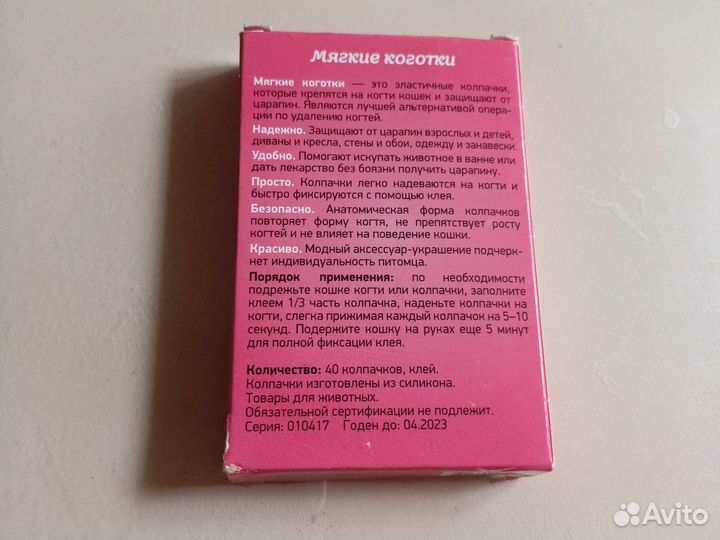 Мягкие коготки
Мягкие коготки — это эластичные колпачки,
которые крепятся на когти кошек и защищают от
царапин. Являются лучшей альтернативой опера-
ции по удалению когтей.
Надежно. Защищают от царапин взрослых и детей,
диваны и кресла, стены и обои, одежду и занавески.
Удобно. Помогают искупать животное в ванне или
дать лекарство без боязни получить царапину.
Просто. Колпачки легко надеваются на когти и
быстро фиксируются с помощью клея.
Безопасно. Анатомическая форма колпачков
повторяет форму когтя, не препятствует росту
когтей и не влияет на поведение кошки.
Красиво. Модный аксессуар-украшение подчерк-
нет индивидуальность питомца.
Порядок применения: по необходимости
подрежьте кошке когти или колпачки, заполните
клеем 1/3 часть колпачка, наденьте колпачки на
когти, слегка прижимая каждый колпачок на 5–10
секунд. Подержите кошку на руках еще 5 минут
для полной фиксации клея.
Количество: 40 колпачков, клей.
Колпачки изготовлены из силикона.
Товары для животных.
Обязательной сертификации не подлежит.
Серия: 010417 Годен до: 04.2023
Avito